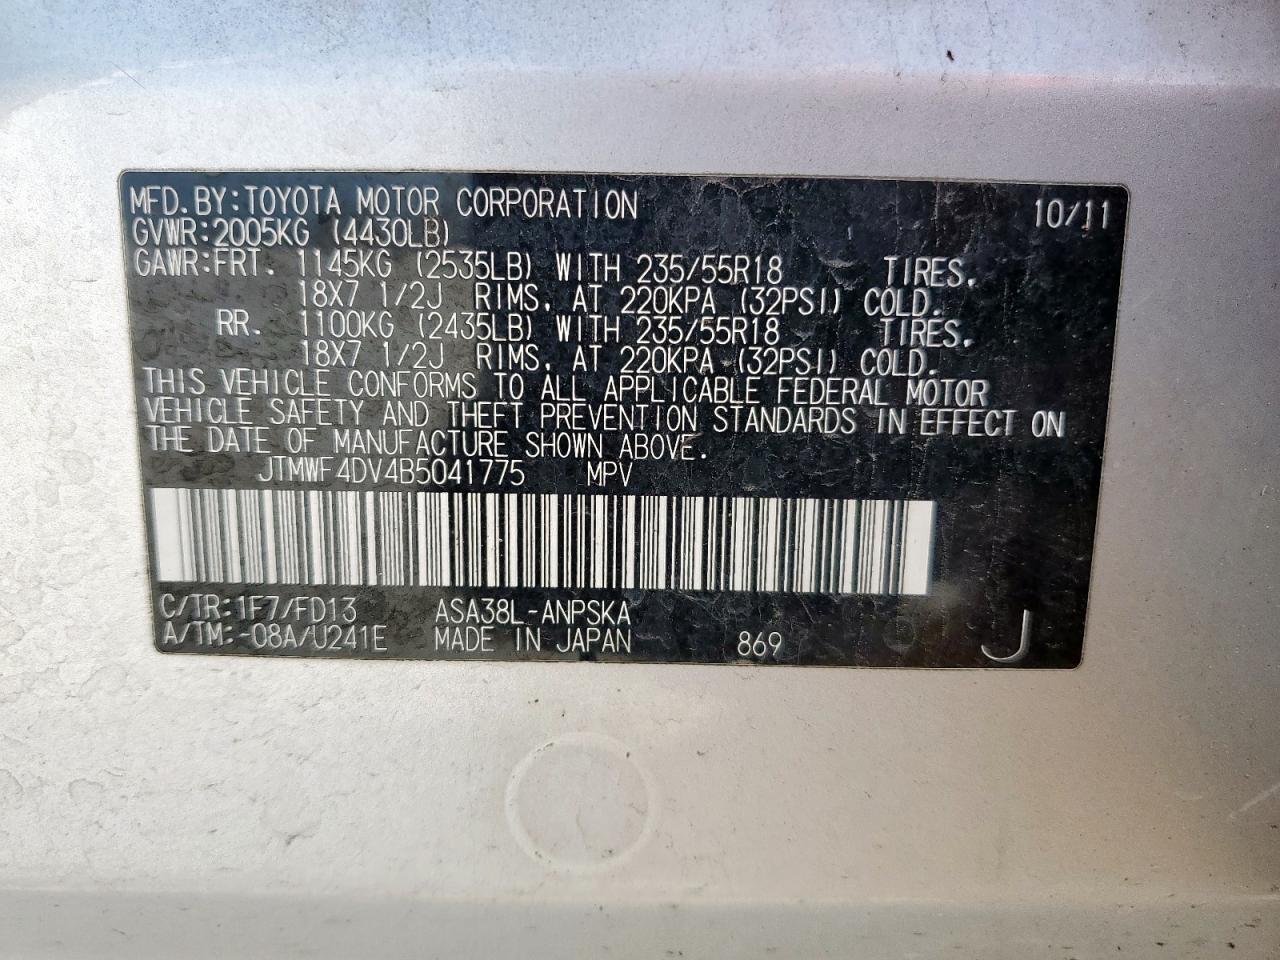 MFD. BY: TOYOTA MOTOR CORPORATION 10/11
GVWR: 2005KG (4430LB)
GAWR: FRT. 1145KG (2535LB) WITH 235/55R18 TIRES.
18X7 1/2J RIMS, AT 220KPA (32PSI) COLD.
RR. 1100KG (2435LB) WITH 235/55R18 TIRES.
18X7 1/2J RIMS, AT 220KPA (32PSI) COLD.
THIS VEHICLE CONFORMS TO ALL APPLICABLE FEDERAL MOTOR
VEHICLE SAFETY AND THEFT PREVENTION STANDARDS IN EFFECT ON
THE DATE OF MANUFACTURE SHOWN ABOVE.
JTMWF4DV4B5041775 MPV
C/TR: 1F7/FD13 ASA38L-ANPSKA
A/TM: -08A/U241E MADE IN JAPAN 869 J